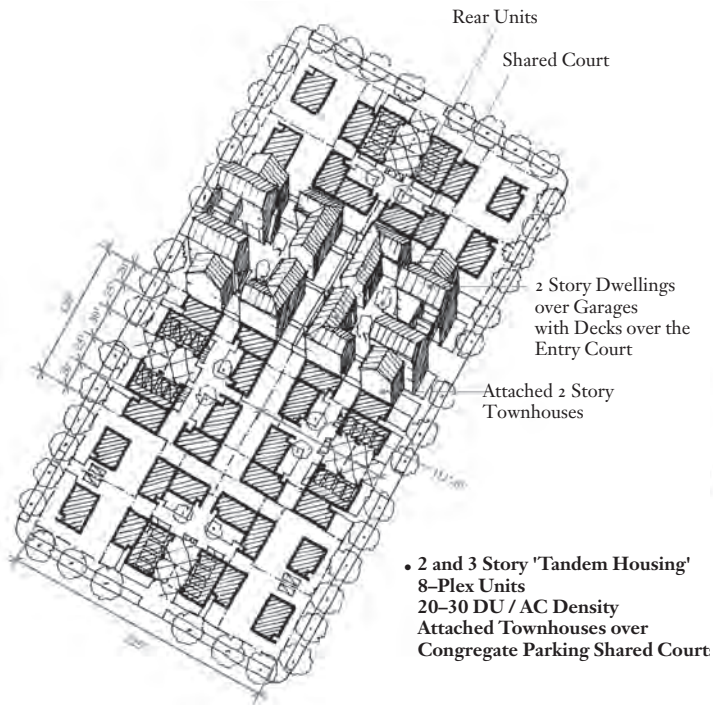 Rear Units
Shared Court
2 Story Dwellings
over Garages
with Decks over the
Entry Court
Attached 2 Story
Townhouses
• 2 and 3 Story 'Tandem Housing'
8–Plex Units
20–30 DU / AC Density
Attached Townhouses over
Congregate Parking Shared Court